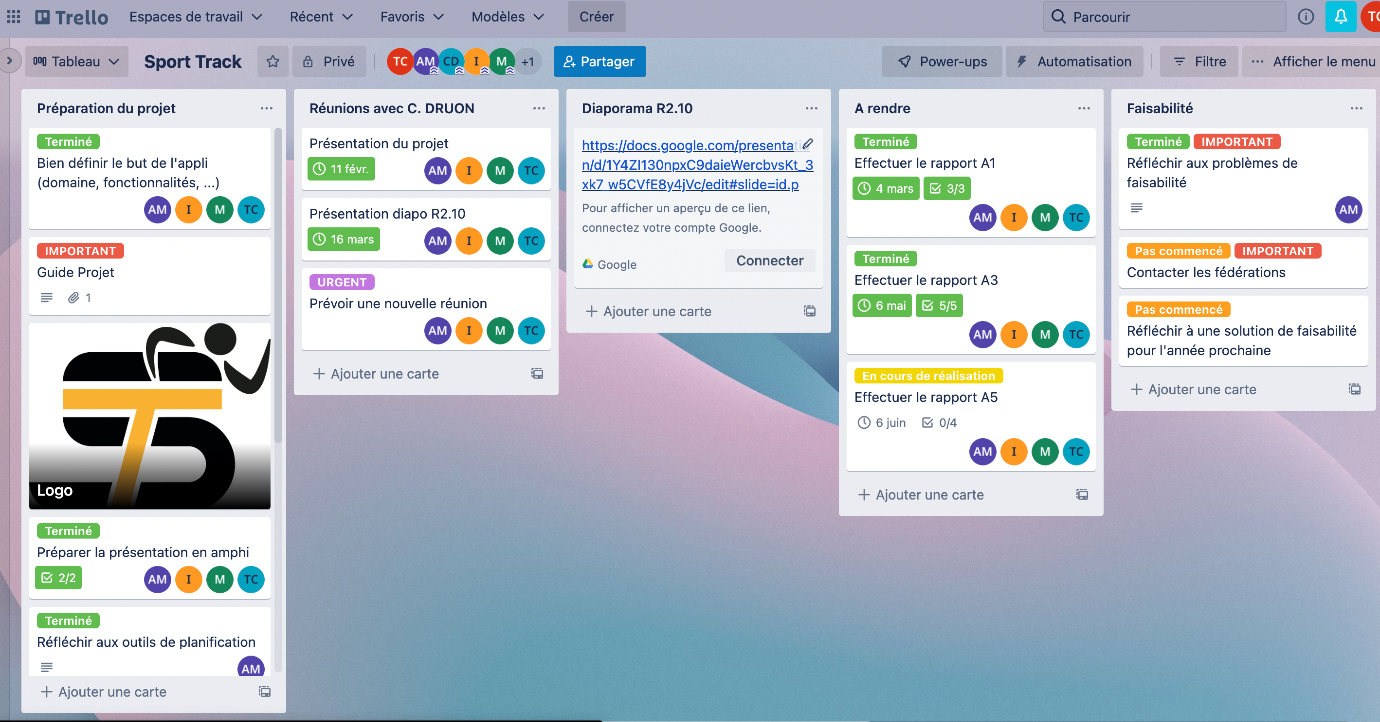 Trello
Espaces de travail
Récent
Favoris
Modèles
Créer
Parcourir
TC
Tableau
Sport Track
Privé
TC
AM
CD
I
M
+1
Partager
Power-ups
Automatisation
Filtre
Afficher le menu
Préparation du projet
Terminé
Bien définir le but de l'appli
(domaine, fonctionnalités, ...)
AM I M TC
IMPORTANT
Guide Projet
1
Logo
Terminé
Préparer la présentation en amphi
2/2
AM I M TC
Terminé
Réfléchir aux outils de planification
AM
+ Ajouter une carte
Réunions avec C. DRUON
Présentation du projet
11 févr.
AM I M TC
Présentation diapo R2.10
16 mars
AM I M TC
URGENT
Prévoir une nouvelle réunion
AM I M TC
+ Ajouter une carte
Diaporama R2.10
https://docs.google.com/presenta
n/d/1Y4ZI130npxC9daieWercbvsKt_3
xk7 w5CVfE8y4jVc/edit#slide=id.p
Pour afficher un aperçu de ce lien,
connectez votre compte Google.
Google
Connecter
+ Ajouter une carte
A rendre
Terminé
Effectuer le rapport A1
4 mars
3/3
AM I M TC
Terminé
Effectuer le rapport A3
6 mai
5/5
AM I M TC
En cours de réalisation
Effectuer le rapport A5
6 juin
0/4
AM I M TC
+ Ajouter une carte
Faisabilité
Terminé IMPORTANT
Réfléchir aux problèmes de
faisabilité
AM
Pas commencé IMPORTANT
Contacter les fédérations
Pas commencé
Réfléchir à une solution de faisabilité
pour l'année prochaine
+ Ajouter une carte